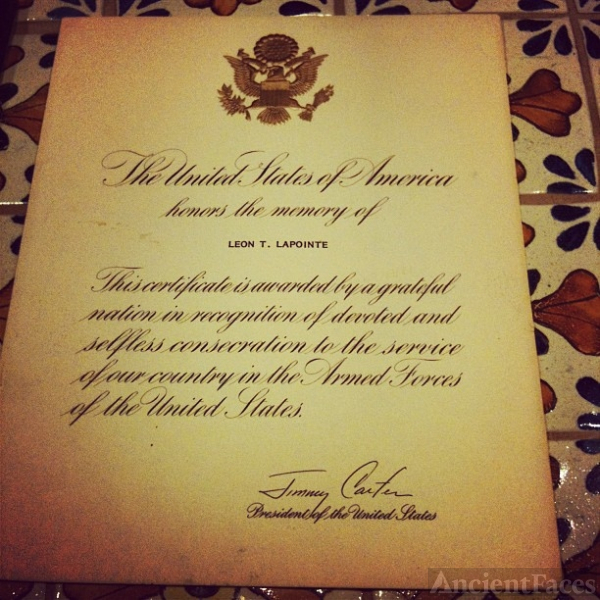 The United States of America
honors the memory of
LEON T. LAPOINTE
This certificate is awarded by a grateful
nation in recognition of devoted and
selfless consecration to the service
of our country in the Armed Forces
of the United States.
Jimmy Carter
President of the United States
AncientFaces